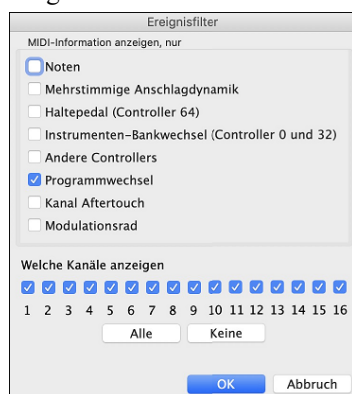 Ereignisfilter
MIDI-Information anzeigen, nur
Noten
Mehrstimmige Anschlagdynamik
Haltepedal (Controller 64)
Instrumenten-Bankwechsel (Controller 0 und 32)
Andere Controllers
Programmwechsel
Kanal Aftertouch
Modulationsrad
Welche Kanäle anzeigen
1 2 3 4 5 6 7 8 9 10 11 12 13 14 15 16
Alle Keine
OK Abbruch